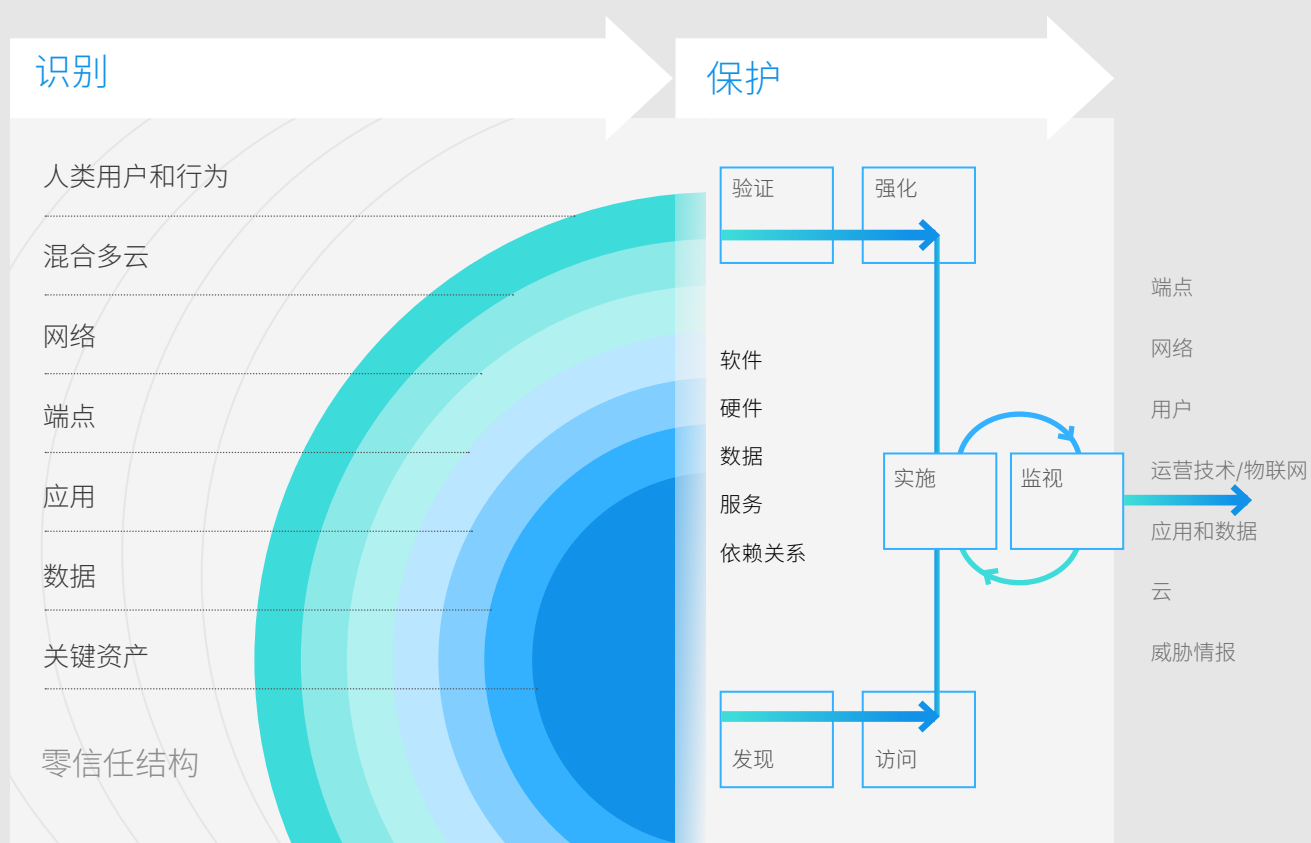 识别
人类用户和行为
混合多云
网络
端点
应用
数据
关键资产
零信任结构
保护
验证
强化
软件
硬件
数据
服务
依赖关系
实施
监视
发现
访问
端点
网络
用户
运营技术/物联网
应用和数据
云
威胁情报